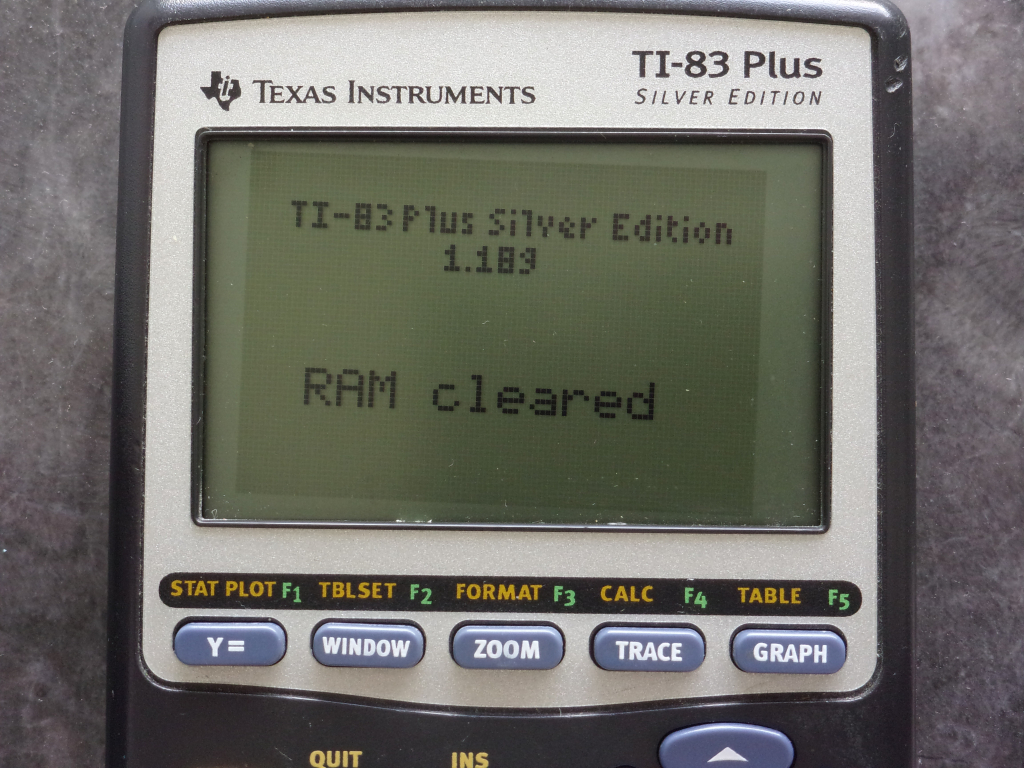 TI-83 Plus
TEXAS INSTRUMENTS
SILVER EDITION
TI-83 Plus Silver Edition
1.189
RAM cleared
STAT PLOT F1 TBLSET F2 FORMAT F3 CALC F4 TABLE F5
Y= WINDOW ZOOM TRACE GRAPH
QUIT INS